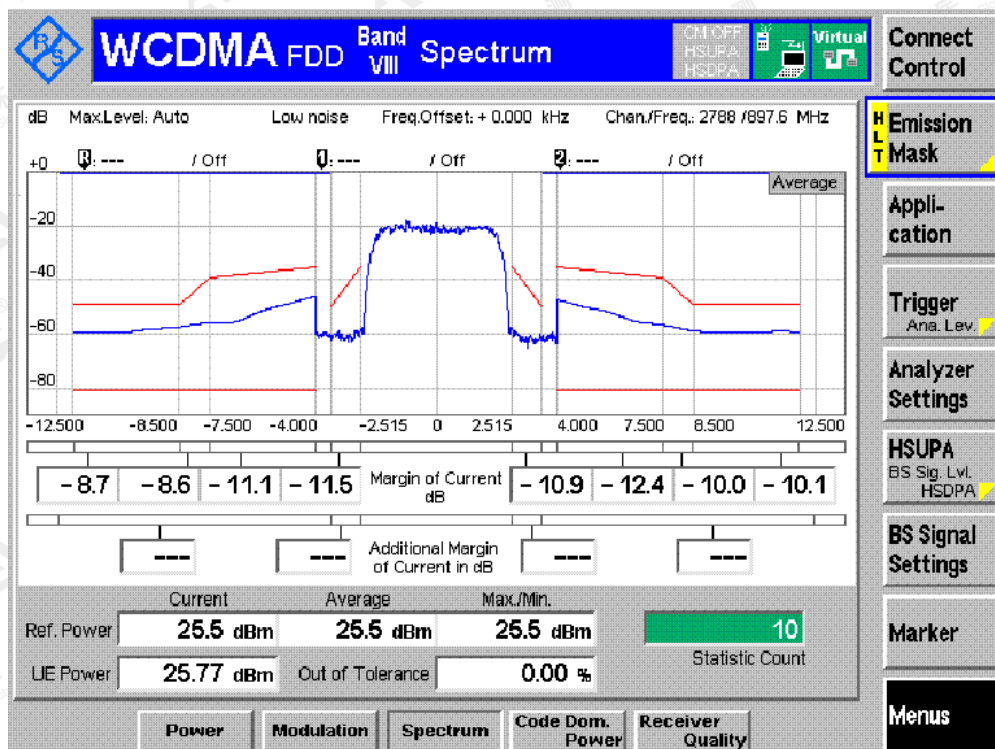 R S
WCDMA FDD Band VIII Spectrum
CM OFF
HSUPA
HSDPA
Virtual
Connect Control
dB Max.Level: Auto Low noise Freq.Offset: + 0.000 kHz Chan./Freq.: 2788 /897.6 MHz
H L T Emission Mask
+0 R: --- / Off 1: --- / Off 2: --- / Off
Average
-20
-40
-60
-80
-12.500 -8.500 -7.500 -4.000 -2.515 0 2.515 4.000 7.500 8.500 12.500
Appli-
cation
Trigger
Ana. Lev.
Analyzer
Settings
-8.7 -8.6 -11.1 -11.5 Margin of Current dB -10.9 -12.4 -10.0 -10.1
HSUPA
BS Sig. Lvl.
HSDPA
--- --- Additional Margin of Current in dB --- ---
BS Signal
Settings
Current Average Max./Min.
Ref. Power 25.5 dBm 25.5 dBm 25.5 dBm 10
Statistic Count
UE Power 25.77 dBm Out of Tolerance 0.00 %
Marker
Power Modulation Spectrum Code Dom. Power Receiver Quality
Menus